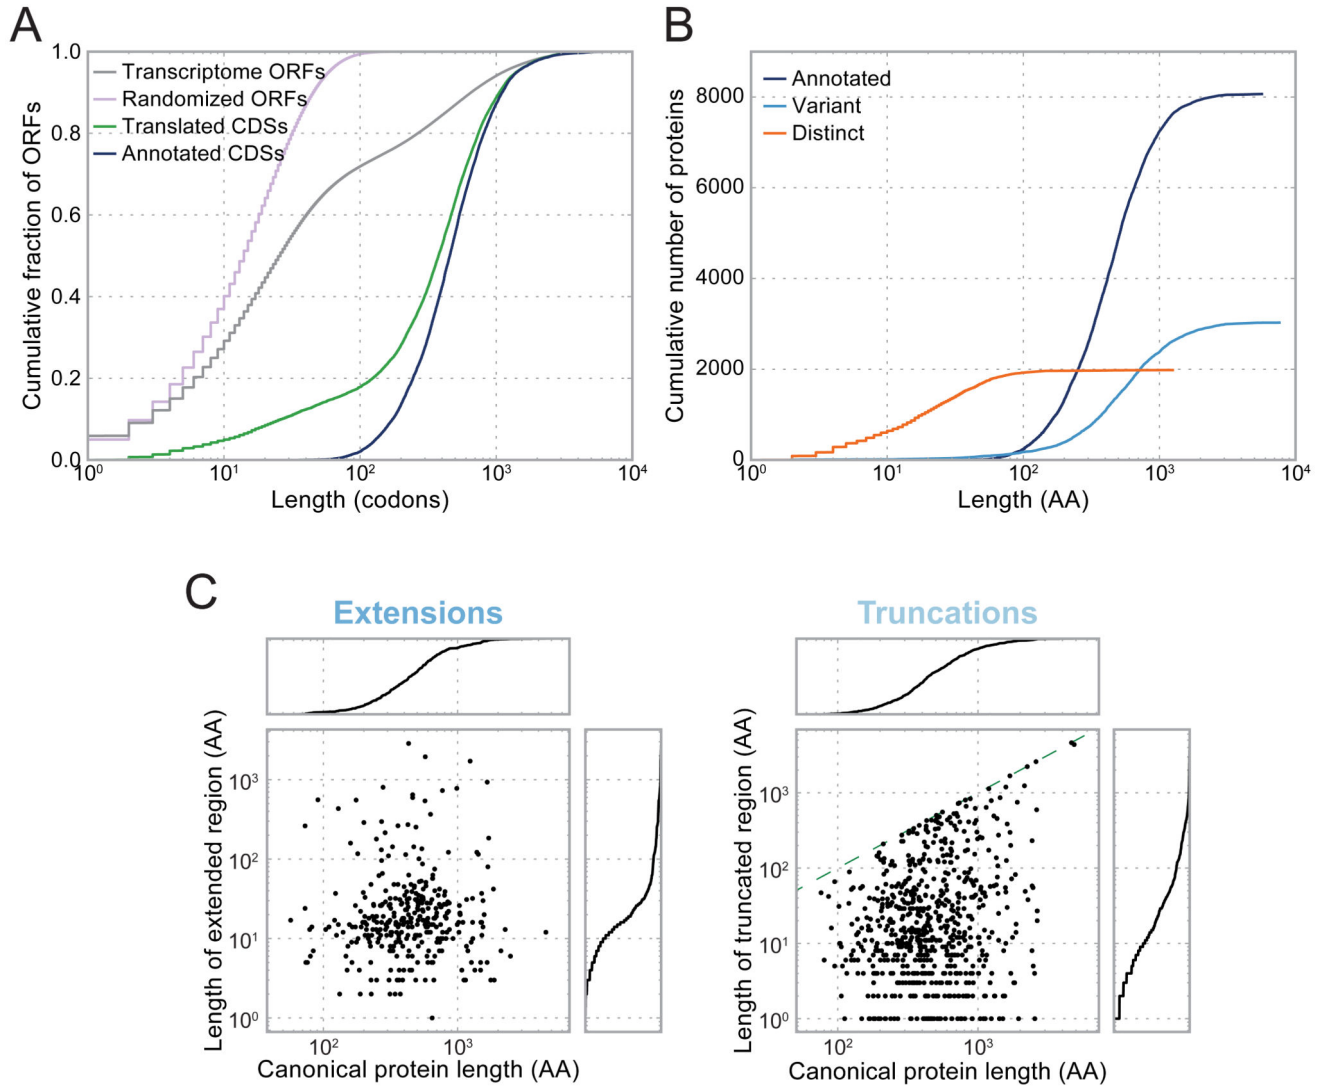 A
1.0
0.8
0.6
0.4
0.2
0.0
Cumulative fraction of ORFs
Transcriptome ORFs
Randomized ORFs
Translated CDSs
Annotated CDSs
10⁰
10¹
10²
10³
10⁴
Length (codons)
B
8000
6000
4000
2000
0
Cumulative number of proteins
Annotated
Variant
Distinct
10⁰
10¹
10²
10³
10⁴
Length (AA)
C
Extensions
Length of extended region (AA)
10³
10²
10¹
10⁰
10²
10³
Canonical protein length (AA)
Truncations
Length of truncated region (AA)
10³
10²
10¹
10⁰
10²
10³
Canonical protein length (AA)